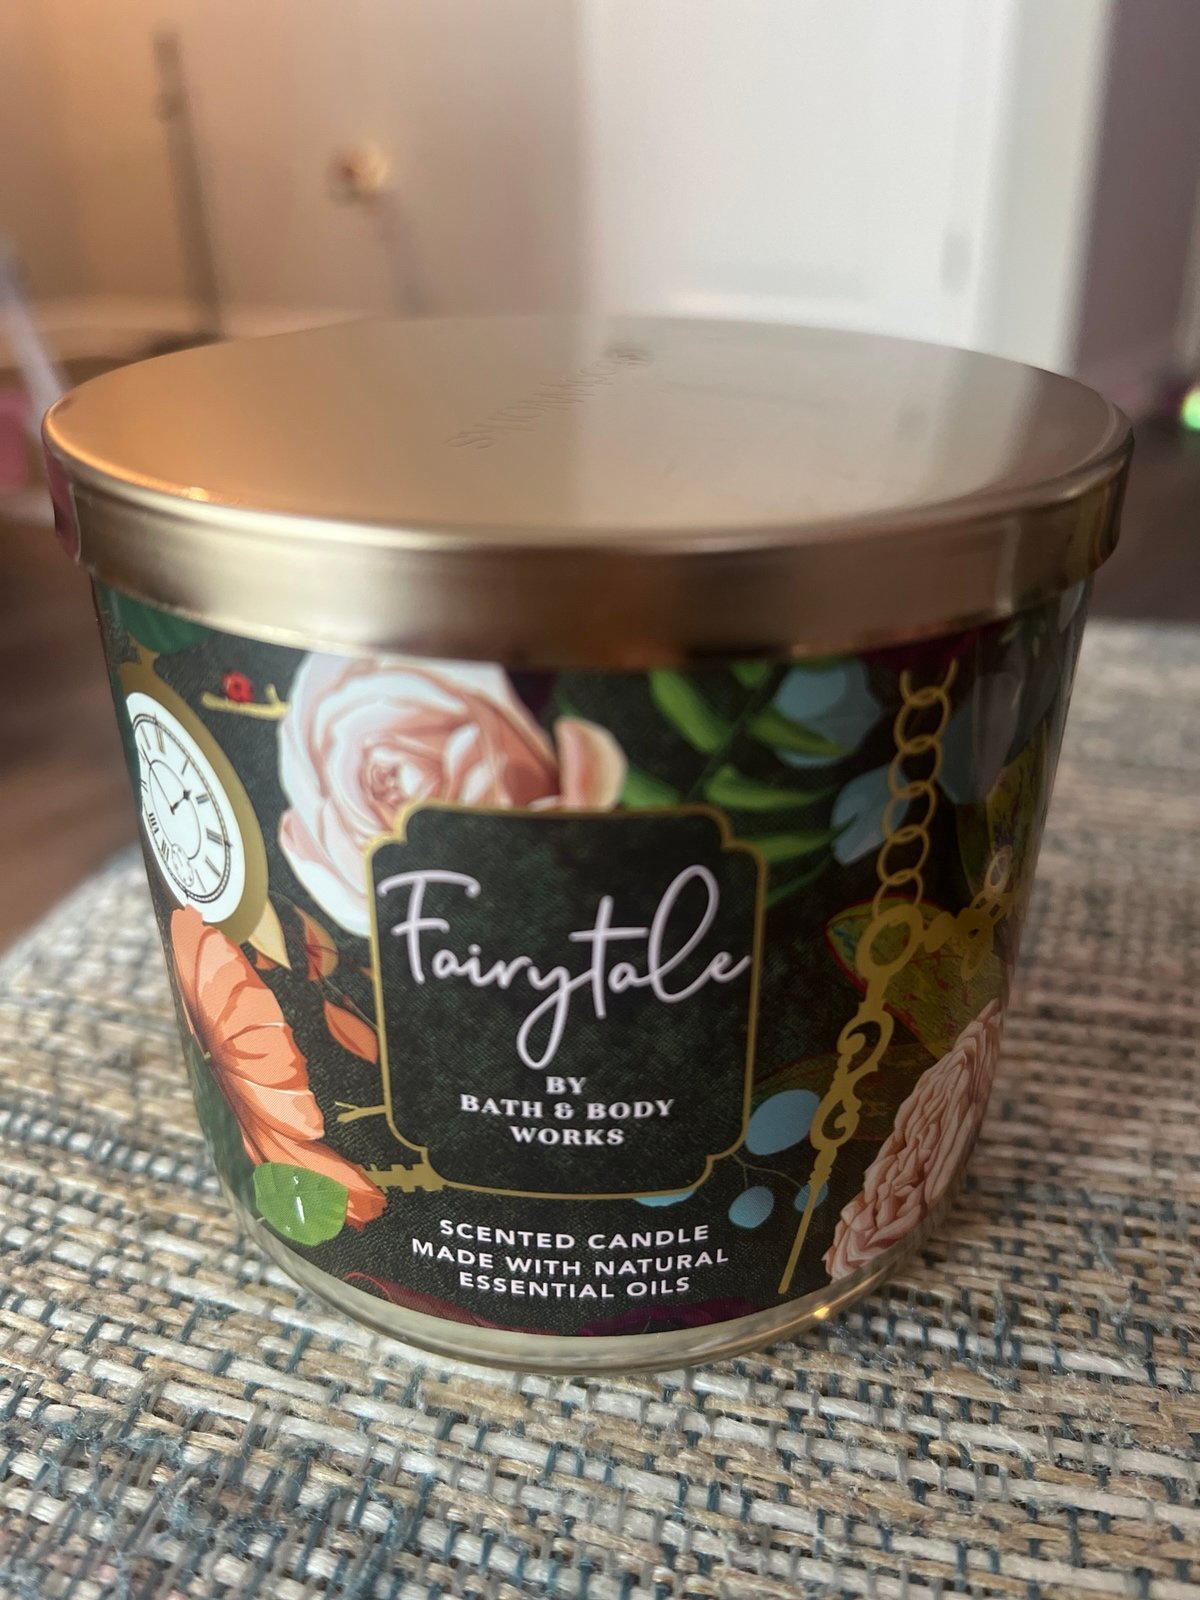 Fairytale
BY
BATH & BODY
WORKS
SCENTED CANDLE
MADE WITH NATURAL
ESSENTIAL OILS